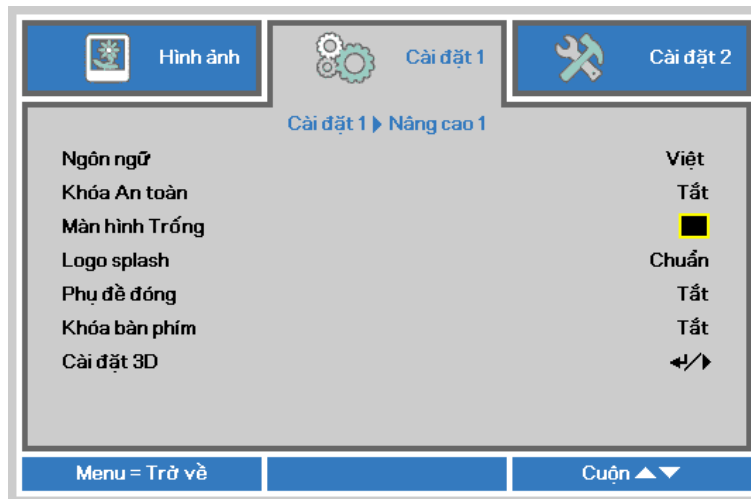 Hình ảnh
Cài đặt 1
Cài đặt 2
Cài đặt 1 Nâng cao 1
Ngôn ngữ Việt
Khóa An toàn Tắt
Màn hình Trống
Logo splash Chuẩn
Phụ đề đóng Tắt
Khóa bàn phím Tắt
Cài đặt 3D
Menu = Trở về
Cuộn